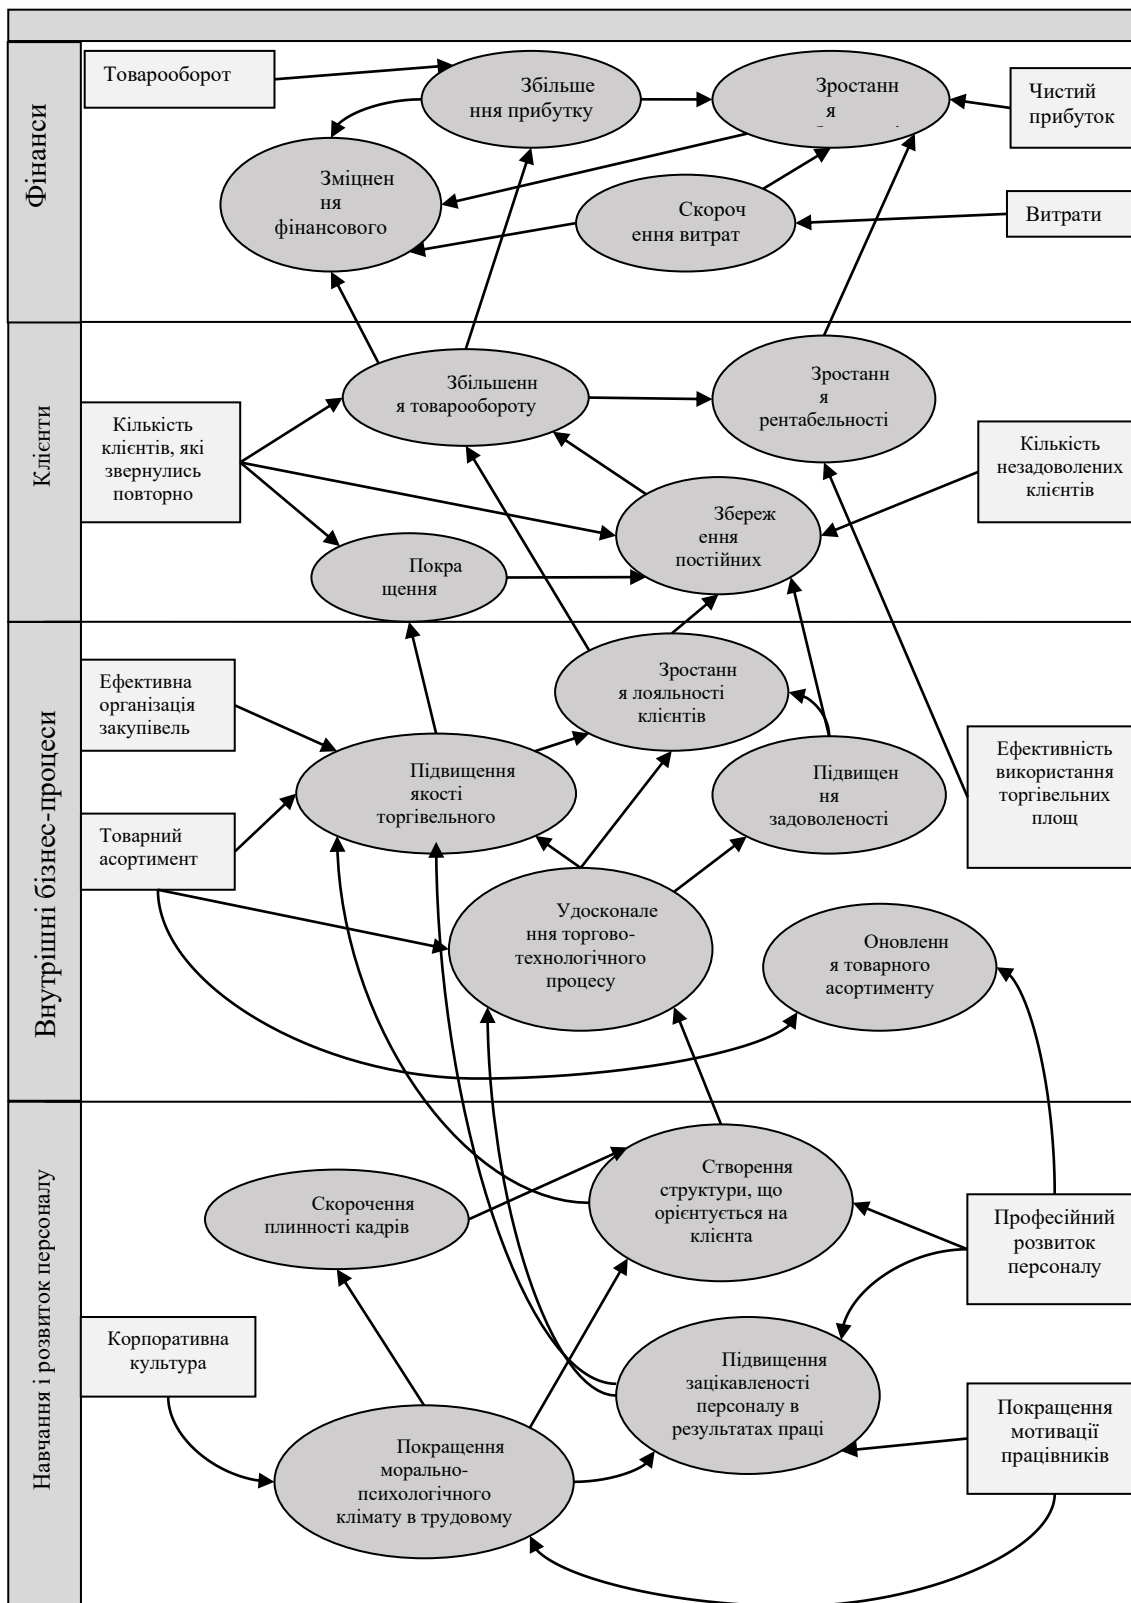 Фінанси
Товарооборот
Збільше
ння прибутку
Зростанн
я
Чистий
прибуток
Зміцнен
ня
фінансового
Скороч
ення витрат
Витрати
Клієнти
Збільшенн
я товарообороту
Зростанн
я
рентабельності
Кількість
клієнтів, які
звернулись
повторно
Кількість
незадоволених
клієнтів
Збереж
ення
постійних
Покра
щення
Внутрішні бізнес-процеси
Ефективна
організація
закупівель
Зростанн
я лояльності
клієнтів
Підвищення
якості
торгівельного
Підвищен
ня
задоволеності
Ефективність
використання
торгівельних
площ
Товарний
асортимент
Удосконале
ння торгово-
технологічного
процесу
Оновленн
я товарного
асортименту
Навчання і розвиток персоналу
Скорочення
плинності кадрів
Створення
структури, що
орієнтується на
клієнта
Професійний
розвиток
персоналу
Корпоративна
культура
Підвищення
зацікавленості
персоналу в
результатах праці
Покращення
мотивації
працівників
Покращення
морально-
психологічного
клімату в трудовому